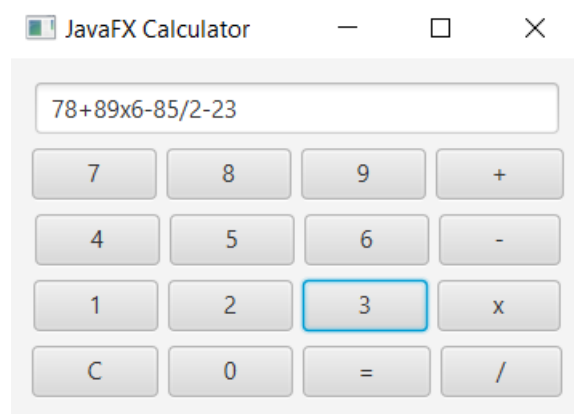 JavaFX Calculator
78+89x6-85/2-23
7 8 9 +
4 5 6 -
1 2 3 x
C 0 = /